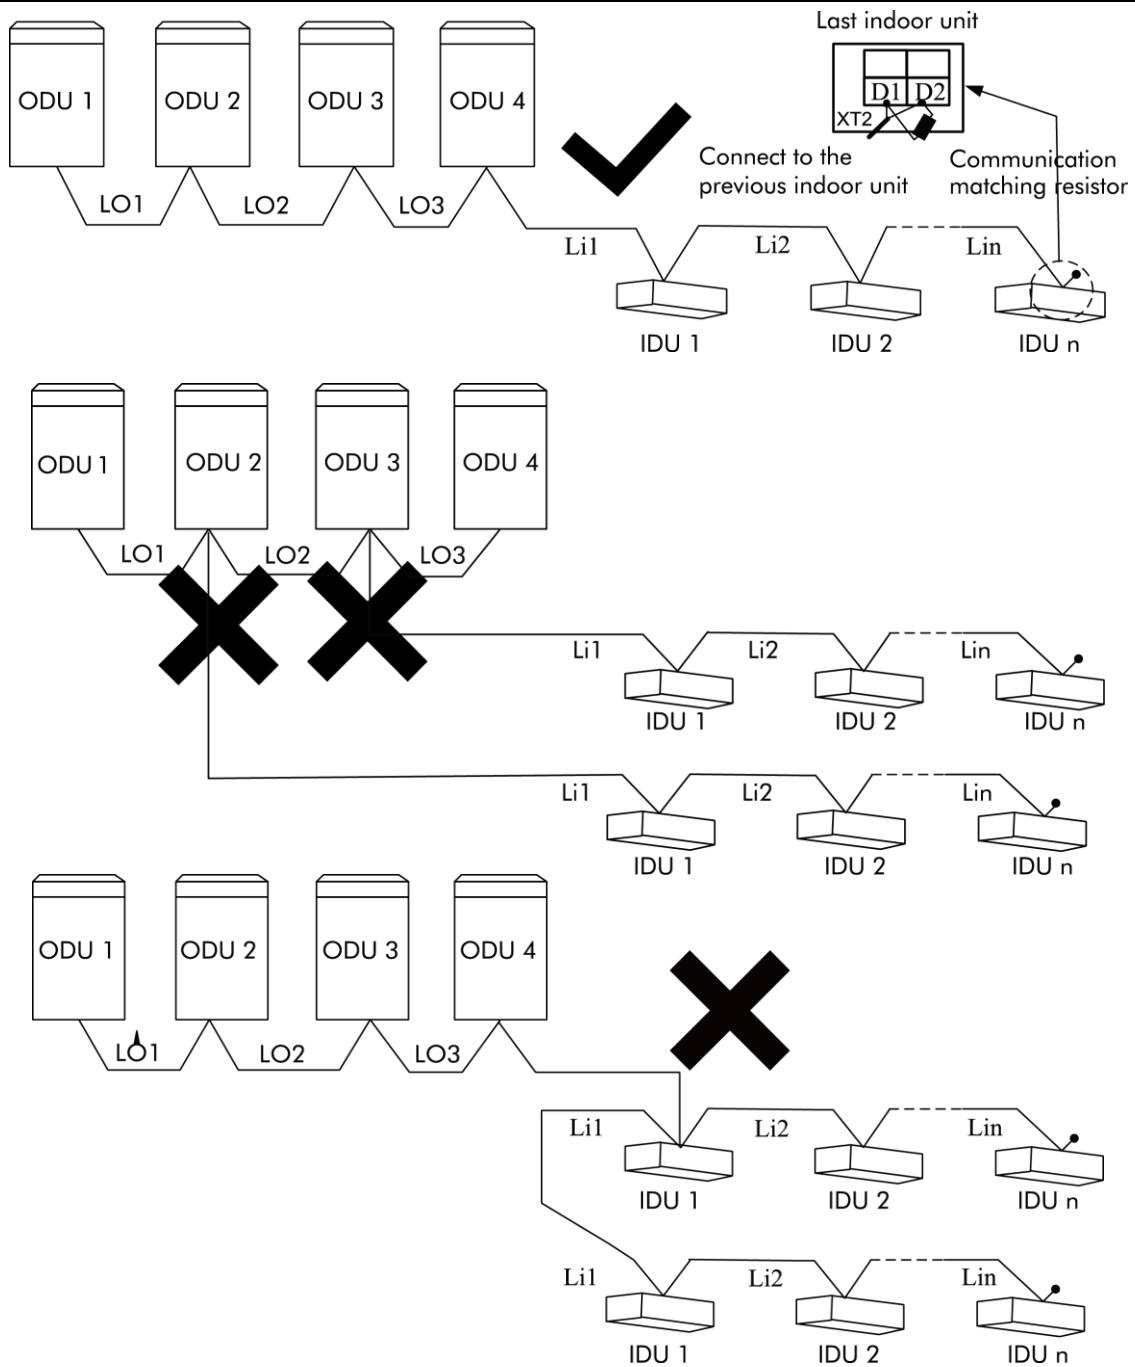 Last indoor unit
ODU 1
ODU 2
ODU 3
ODU 4
D1
D2
XT2
Connect to the
previous indoor unit
Communication
matching resistor
LO1
LO2
LO3
Li1
Li2
Lin
IDU 1
IDU 2
IDU n
ODU 1
ODU 2
ODU 3
ODU 4
LO1
LO2
LO3
Li1
Li2
Lin
IDU 1
IDU 2
IDU n
Li1
Li2
Lin
IDU 1
IDU 2
IDU n
ODU 1
ODU 2
ODU 3
ODU 4
LO1
LO2
LO3
Li1
Li2
Lin
IDU 1
IDU 2
IDU n
Li1
Li2
Lin
IDU 1
IDU 2
IDU n